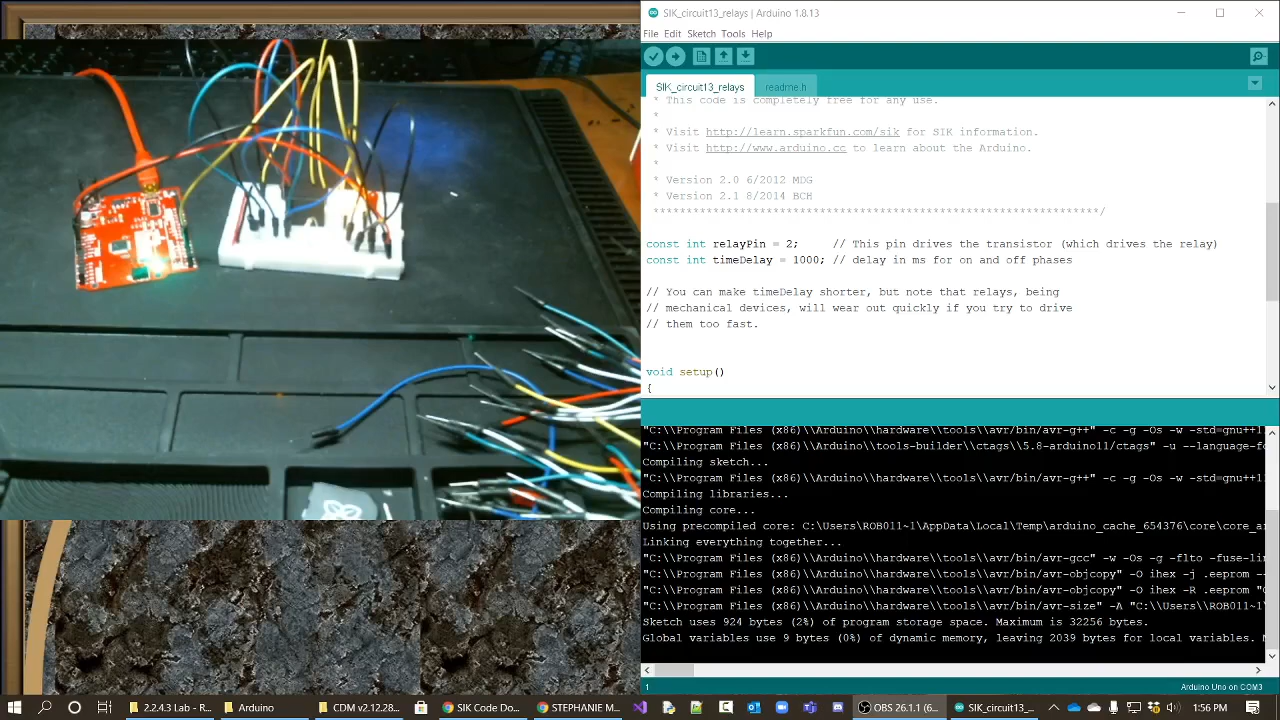 SIK_circuit13_relays | Arduino 1.8.13
File Edit Sketch Tools Help
SIK_circuit13_relays readme.h
* This code is completely free for any use.
*
* Visit http://learn.sparkfun.com/sik for SIK information.
* Visit http://www.arduino.cc to learn about the Arduino.
*
* Version 2.0 6/2012 MDG
* Version 2.1 8/2014 BCH
*******************************************************************/
const int relayPin = 2; // This pin drives the transistor (which drives the relay)
const int timeDelay = 1000; // delay in ms for on and off phases
// You can make timeDelay shorter, but note that relays, being
// mechanical devices, will wear out quickly if you try to drive
// them too fast.
void setup()
{
"C:\\Program Files (x86)\\Arduino\\hardware\\tools\\avr/bin/avr-g++" -c -g -Os -w -std=gnu++1
"C:\\Program Files (x86)\\Arduino\\tools-builder\\ctags\\5.8-arduino11/ctags" -u --language-fo
Compiling sketch...
"C:\\Program Files (x86)\\Arduino\\hardware\\tools\\avr/bin/avr-g++" -c -g -Os -w -std=gnu++1
Compiling libraries...
Compiling core...
Using precompiled core: C:\Users\ROB011~1\AppData\Local\Temp\arduino_cache_654376\core\core_ar
Linking everything together...
"C:\\Program Files (x86)\\Arduino\\hardware\\tools\\avr/bin/avr-gcc" -w -Os -g -flto -fuse-lin
"C:\\Program Files (x86)\\Arduino\\hardware\\tools\\avr/bin/avr-objcopy" -O ihex -j .eeprom --
"C:\\Program Files (x86)\\Arduino\\hardware\\tools\\avr/bin/avr-objcopy" -O ihex -R .eeprom "C
"C:\\Program Files (x86)\\Arduino\\hardware\\tools\\avr/bin/avr-size" -A "C:\\Users\\ROB011~1\
Sketch uses 924 bytes (2%) of program storage space. Maximum is 32256 bytes.
Global variables use 9 bytes (0%) of dynamic memory, leaving 2039 bytes for local variables. M
1 Arduino Uno on COM3
2.2.4.3 Lab - R... Arduino CDM v2.12.28... SIK Code Do... STEPHANIE M... OBS 26.1.1 (6... SIK_circuit13... 1:56 PM